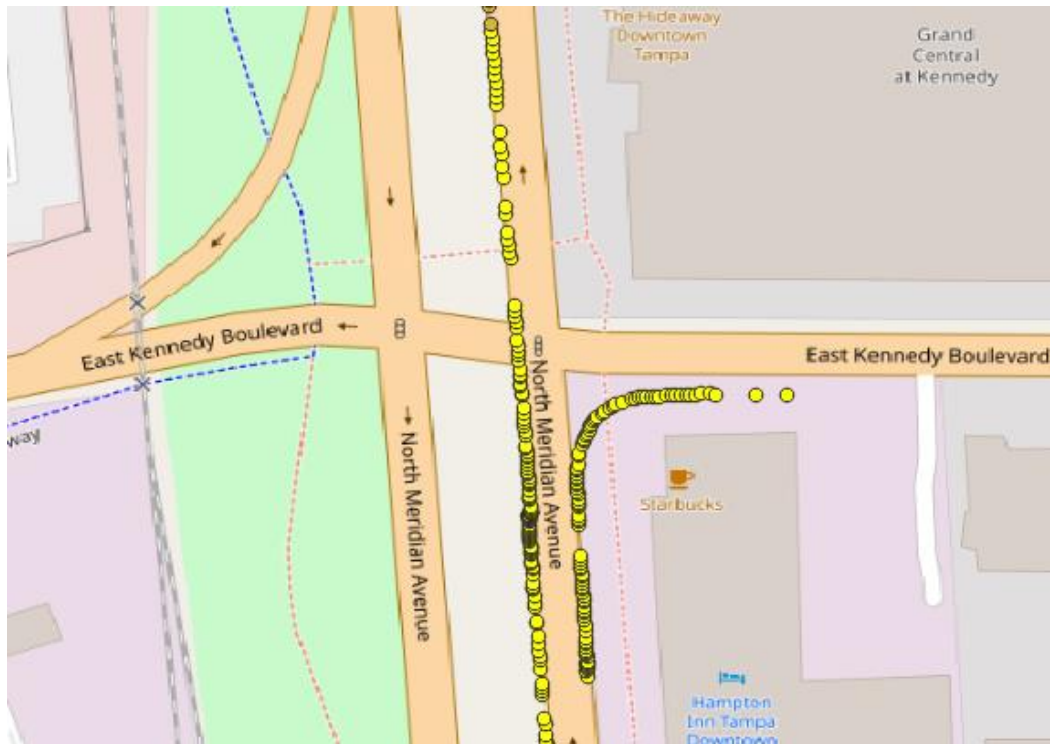 The Hideaway
Downtown
Tampa
Grand
Central
at Kennedy
East Kennedy Boulevard
East Kennedy Boulevard
North Meridian Avenue
North Meridian Avenue
way
Starbucks
Hampton
Inn Tampa
Downtown